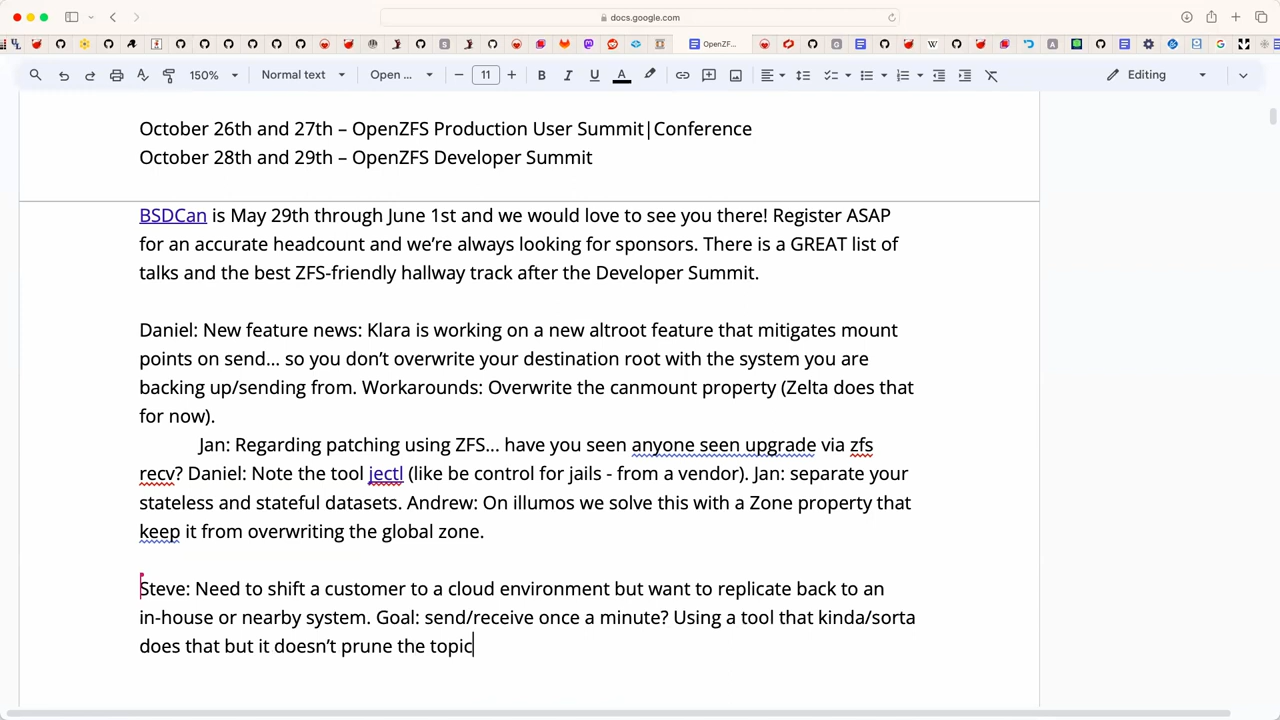 docs.google.com
OpenZF...
150%
Normal text
Open ...
11
Editing
October 26th and 27th – OpenZFS Production User Summit|Conference
October 28th and 29th – OpenZFS Developer Summit
BSDCan is May 29th through June 1st and we would love to see you there! Register ASAP
for an accurate headcount and we’re always looking for sponsors. There is a GREAT list of
talks and the best ZFS-friendly hallway track after the Developer Summit.
Daniel: New feature news: Klara is working on a new altroot feature that mitigates mount
points on send… so you don’t overwrite your destination root with the system you are
backing up/sending from. Workarounds: Overwrite the canmount property (Zelta does that
for now).
Jan: Regarding patching using ZFS… have you seen anyone seen upgrade via zfs
recv? Daniel: Note the tool jectl (like be control for jails - from a vendor). Jan: separate your
stateless and stateful datasets. Andrew: On illumos we solve this with a Zone property that
keep it from overwriting the global zone.
Steve: Need to shift a customer to a cloud environment but want to replicate back to an
in-house or nearby system. Goal: send/receive once a minute? Using a tool that kinda/sorta
does that but it doesn’t prune the topic